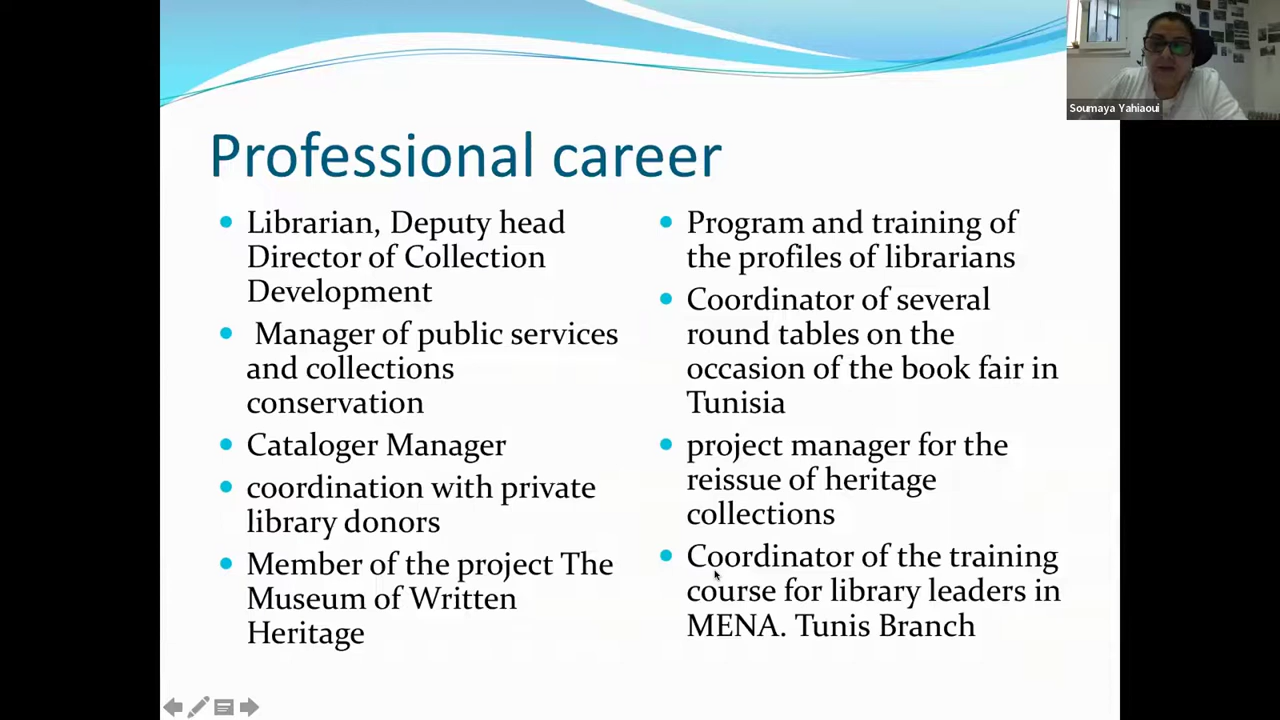 Soumaya Yahiaoui
Professional career
Librarian, Deputy head
Director of Collection
Development
Manager of public services
and collections
conservation
Cataloger Manager
coordination with private
library donors
Member of the project The
Museum of Written
Heritage
Program and training of
the profiles of librarians
Coordinator of several
round tables on the
occasion of the book fair in
Tunisia
project manager for the
reissue of heritage
collections
Coordinator of the training
course for library leaders in
MENA. Tunis Branch